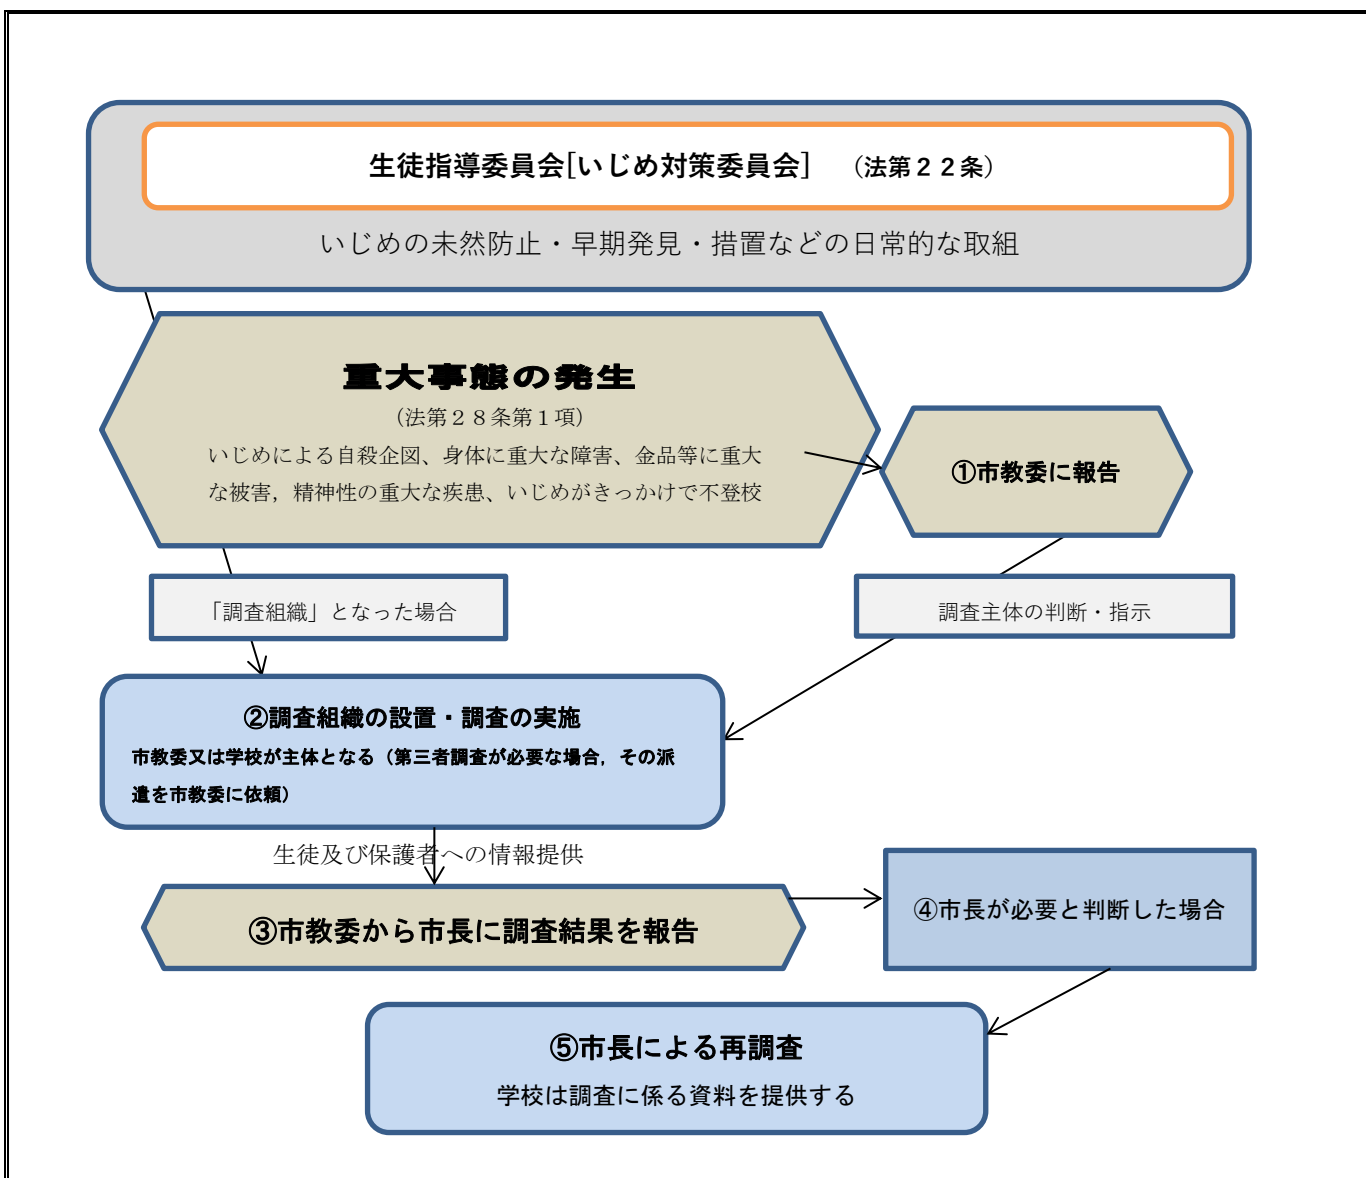 生徒指導委員会[いじめ対策委員会] （法第２２条）
いじめの未然防止・早期発見・措置などの日常的な取組
重大事態の発生
（法第２８条第１項）
いじめによる自殺企図、身体に重大な障害、金品等に重大
な被害，精神性の重大な疾患、いじめがきっかけで不登校
①市教委に報告
「調査組織」となった場合
調査主体の判断・指示
②調査組織の設置・調査の実施
市教委又は学校が主体となる（第三者調査が必要な場合，その派
遣を市教委に依頼）
生徒及び保護者への情報提供
③市教委から市長に調査結果を報告
④市長が必要と判断した場合
⑤市長による再調査
学校は調査に係る資料を提供する